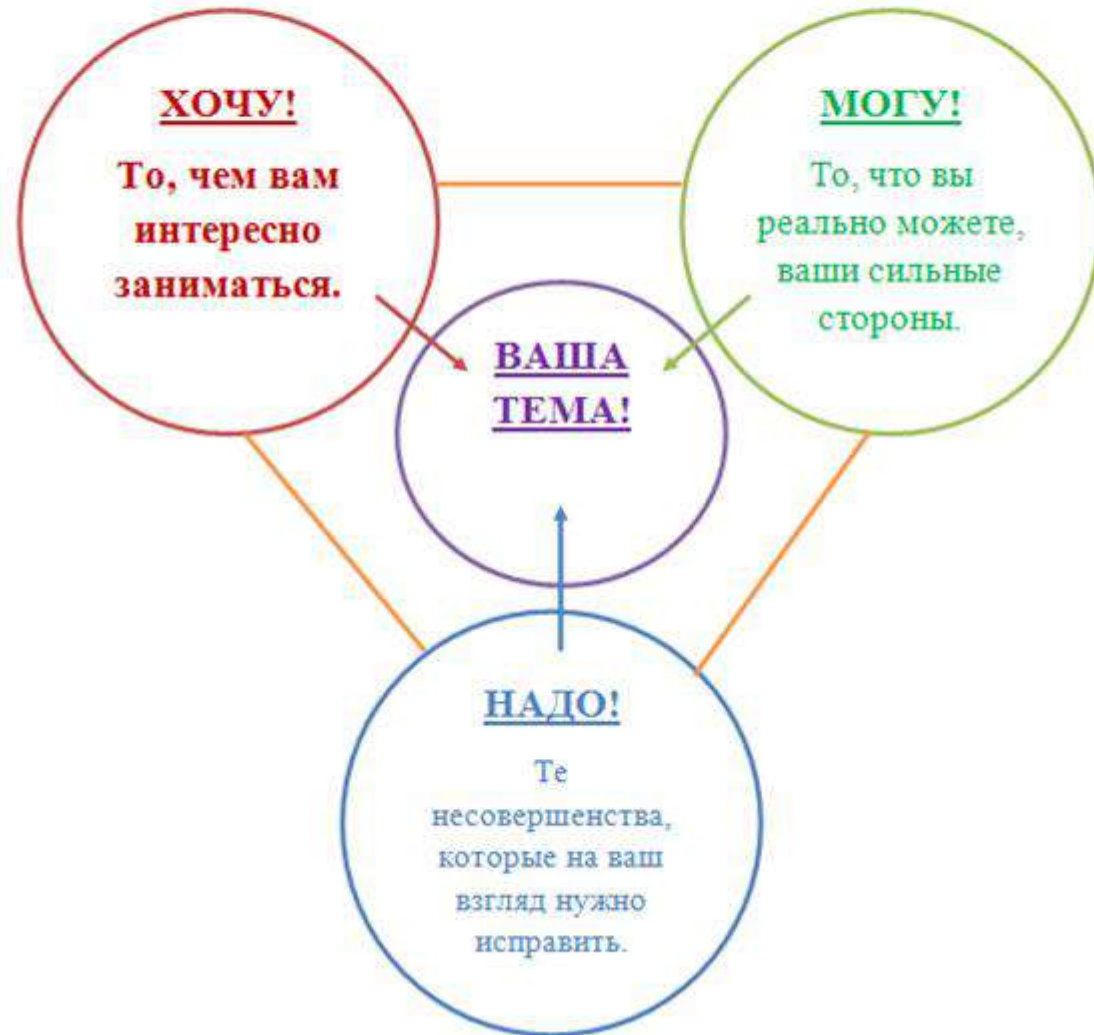 ХОЧУ!
То, чем вам
интересно
заниматься.
МОГУ!
То, что вы
реально можете,
ваши сильные
стороны.
ВАША
ТЕМА!
НАДО!
Те
несовершенства,
которые на ваш
взгляд нужно
исправить.